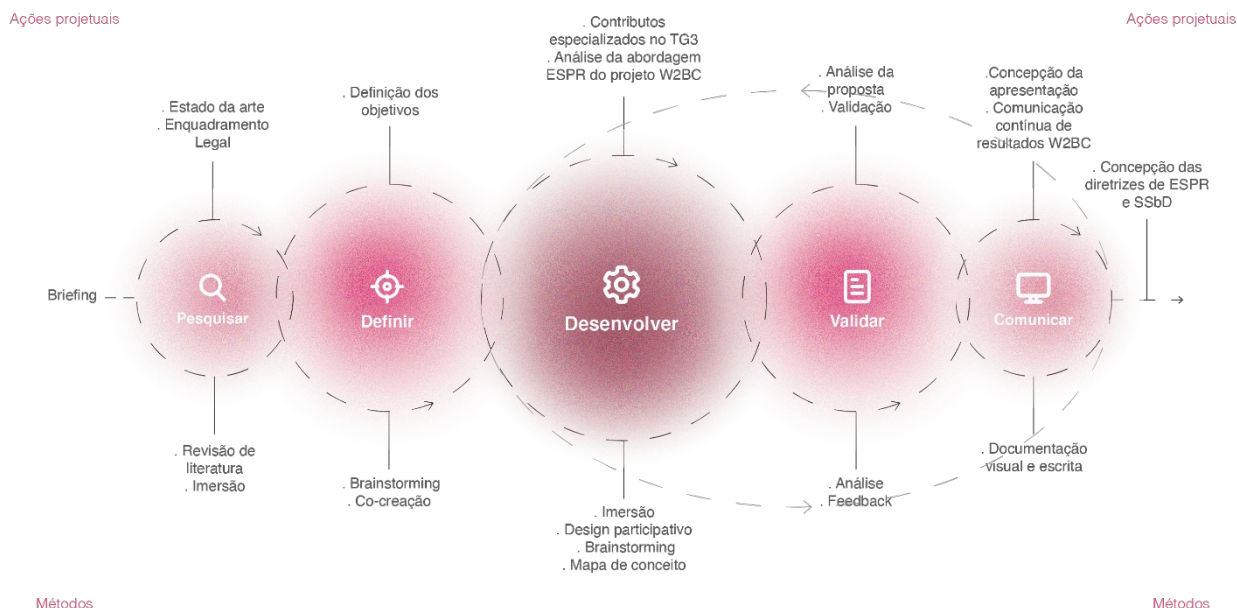 Ações projetuais
Ações projetuais
. Estado da arte
. Enquadramento
Legal
. Definição dos
objetivos
. Contributos
especializados no TG3
. Análise da abordagem
ESPR do projeto W2BC
. Análise da
proposta
. Validação
.Concepção da
apresentação
. Comunicação
contínua de
resultados W2BC
. Concepção das
diretrizes de ESPR
e SSbD
Briefing
Pesquisar
Definir
Desenvolver
Validar
Comunicar
. Revisão de
literatura
. Imersão
. Brainstorming
. Co-criação
. Imersão
. Design participativo
. Brainstorming
. Mapa de conceito
. Análise
. Feedback
. Documentação
visual e escrita
Métodos
Métodos